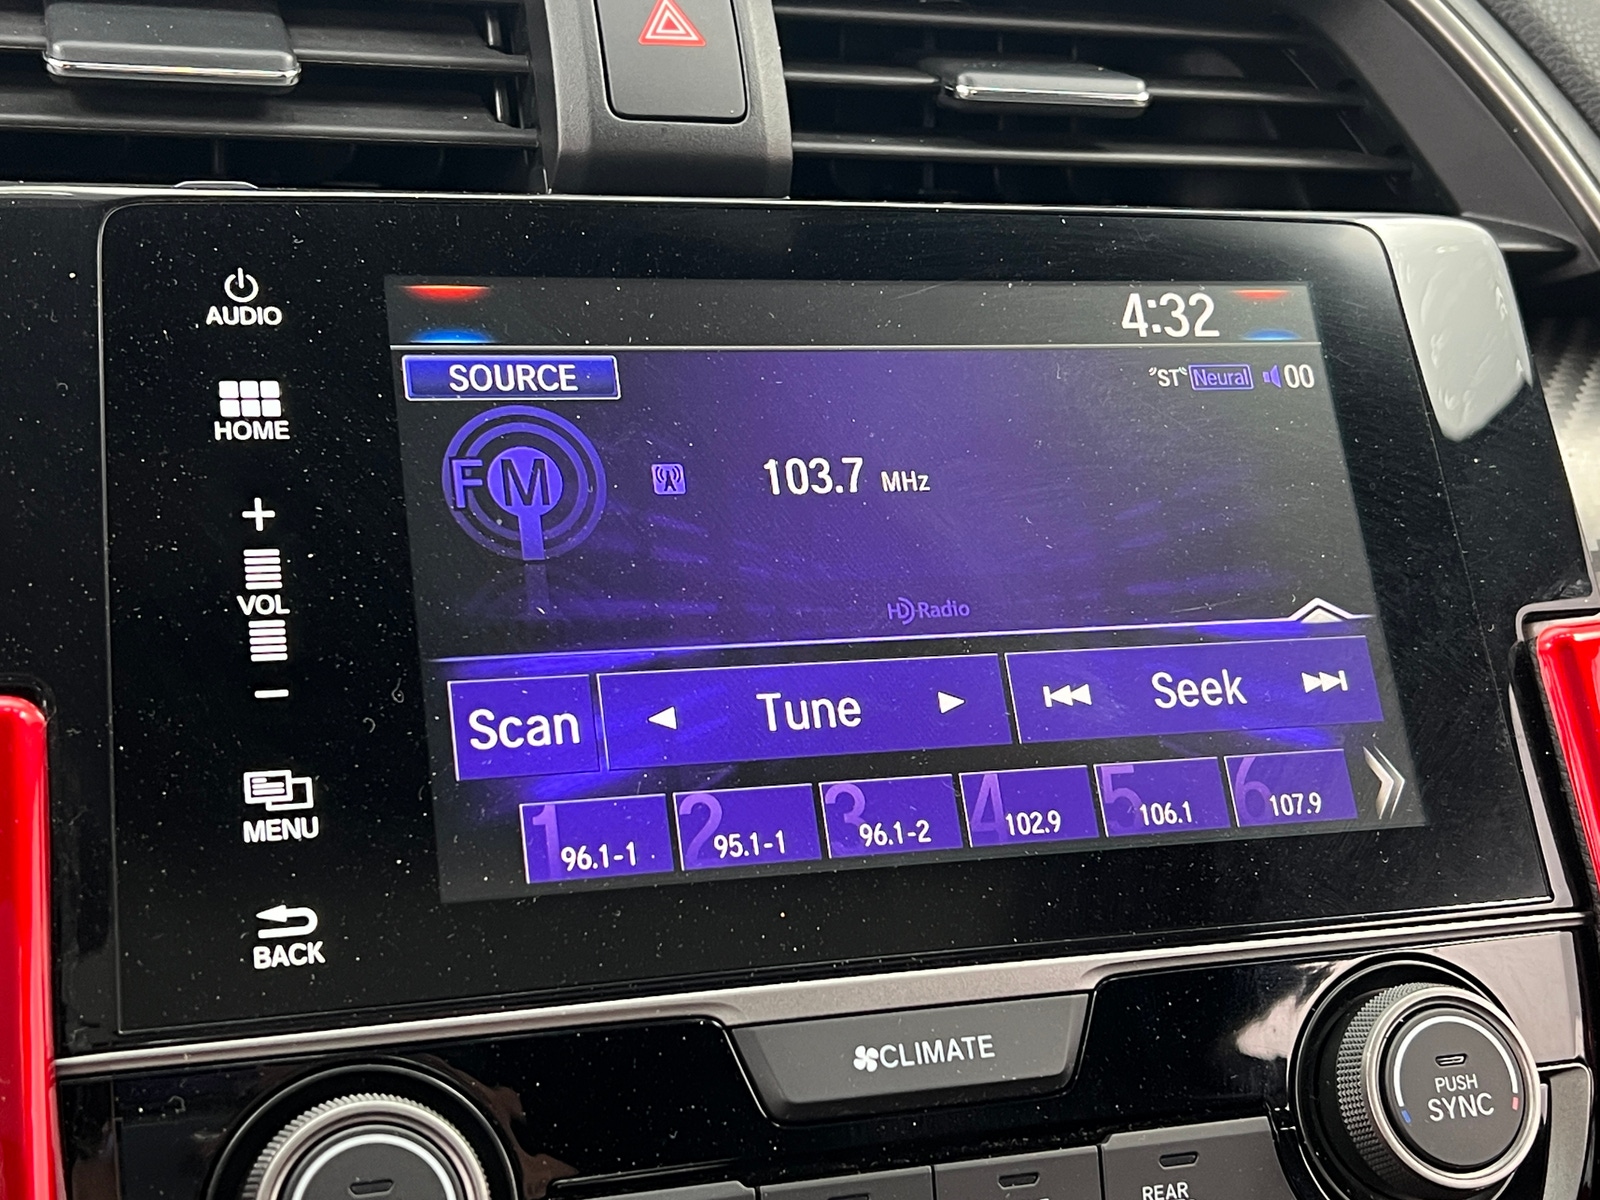 4:32
AUDIO
SOURCE
"ST" Neural 00
HOME
FM
103.7 MHz
VOL
HD Radio
Scan
Tune
Seek
1 96.1-1
2 95.1-1
3 96.1-2
4 102.9
5 106.1
6 107.9
MENU
BACK
CLIMATE
PUSH
SYNC
REAR